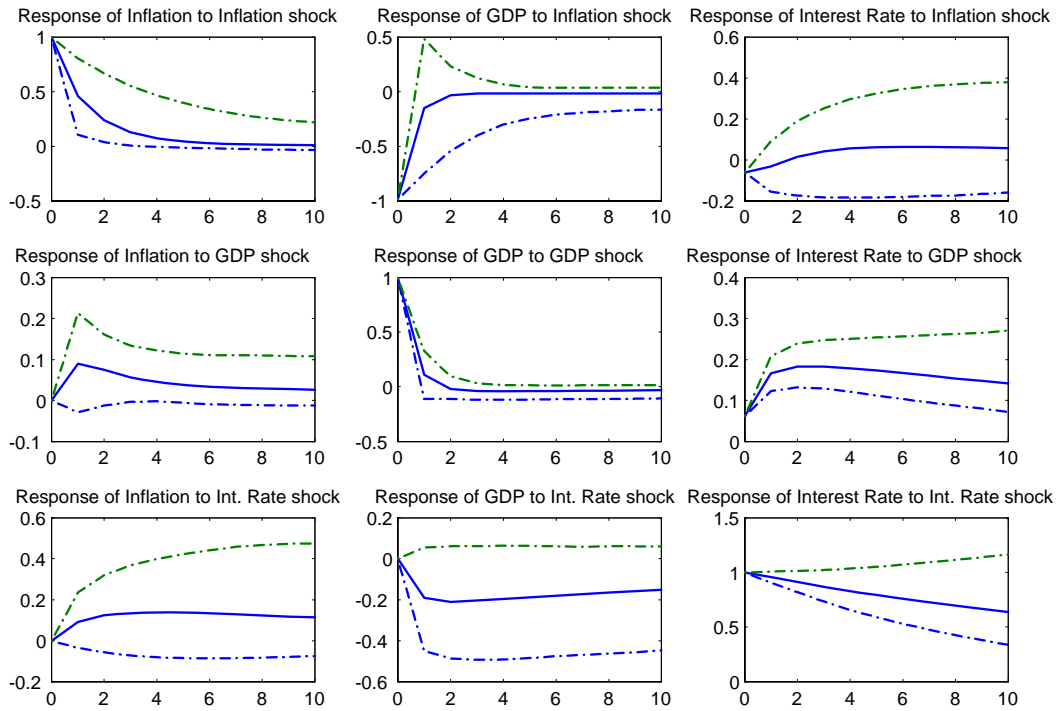 Response of Inflation to Inflation shock
1
0.5
0
-0.5
0 2 4 6 8 10
Response of GDP to Inflation shock
0.5
0
-0.5
-1
0 2 4 6 8 10
Response of Interest Rate to Inflation shock
0.6
0.4
0.2
0
-0.2
0 2 4 6 8 10
Response of Inflation to GDP shock
0.3
0.2
0.1
0
-0.1
0 2 4 6 8 10
Response of GDP to GDP shock
1
0.5
0
-0.5
0 2 4 6 8 10
Response of Interest Rate to GDP shock
0.4
0.3
0.2
0.1
0
0 2 4 6 8 10
Response of Inflation to Int. Rate shock
0.6
0.4
0.2
0
-0.2
0 2 4 6 8 10
Response of GDP to Int. Rate shock
0.2
0
-0.2
-0.4
-0.6
0 2 4 6 8 10
Response of Interest Rate to Int. Rate shock
1.5
1
0.5
0
0 2 4 6 8 10